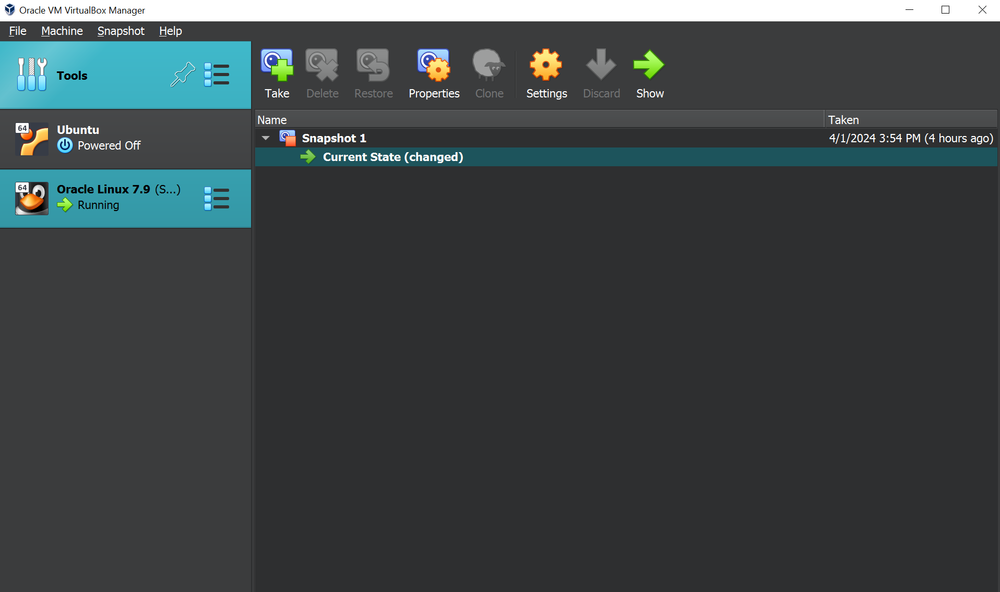 Oracle VM VirtualBox Manager
File Machine Snapshot Help
Tools
Take Delete Restore Properties Clone Settings Discard Show
64 Ubuntu
Powered Off
64 Oracle Linux 7.9 (S...)
Running
Name Taken
Snapshot 1 4/1/2024 3:54 PM (4 hours ago)
Current State (changed)